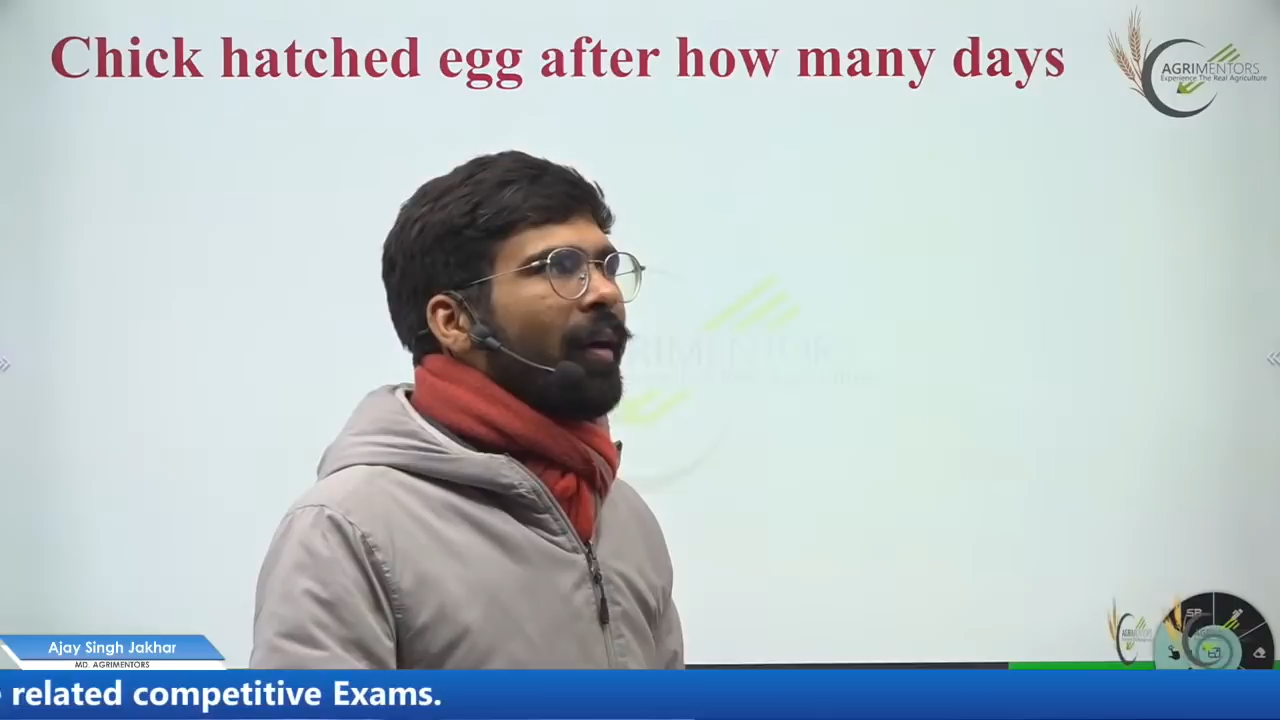 Chick hatched egg after how many days
AGRIMENTORS
Experience The Real Agriculture
Ajay Singh Jakhar
MD. AGRIMENTORS
related competitive Exams.